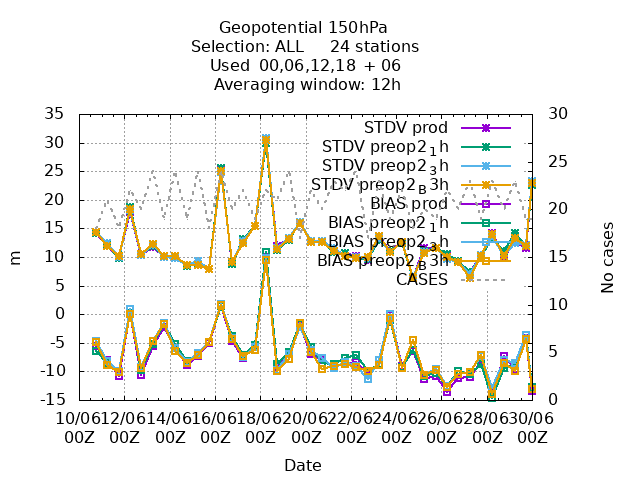 Geopotential 150hPa
Selection: ALL 24 stations
Used 00,06,12,18 + 06
Averaging window: 12h
35
30
25
20
15
10
5
0
-5
-10
-15
m
30
25
20
15
10
5
0
No cases
STDV prod
STDV preop2_1h
STDV preop2_3h
STDV preop2_B3h
BIAS prod
BIAS preop2_1h
BIAS preop2_3h
BIAS preop2_B3h
CASES
10/06 12/06 14/06 16/06 18/06 20/06 22/06 24/06 26/06 28/06 30/06
00Z 00Z 00Z 00Z 00Z 00Z 00Z 00Z 00Z 00Z 00Z
Date